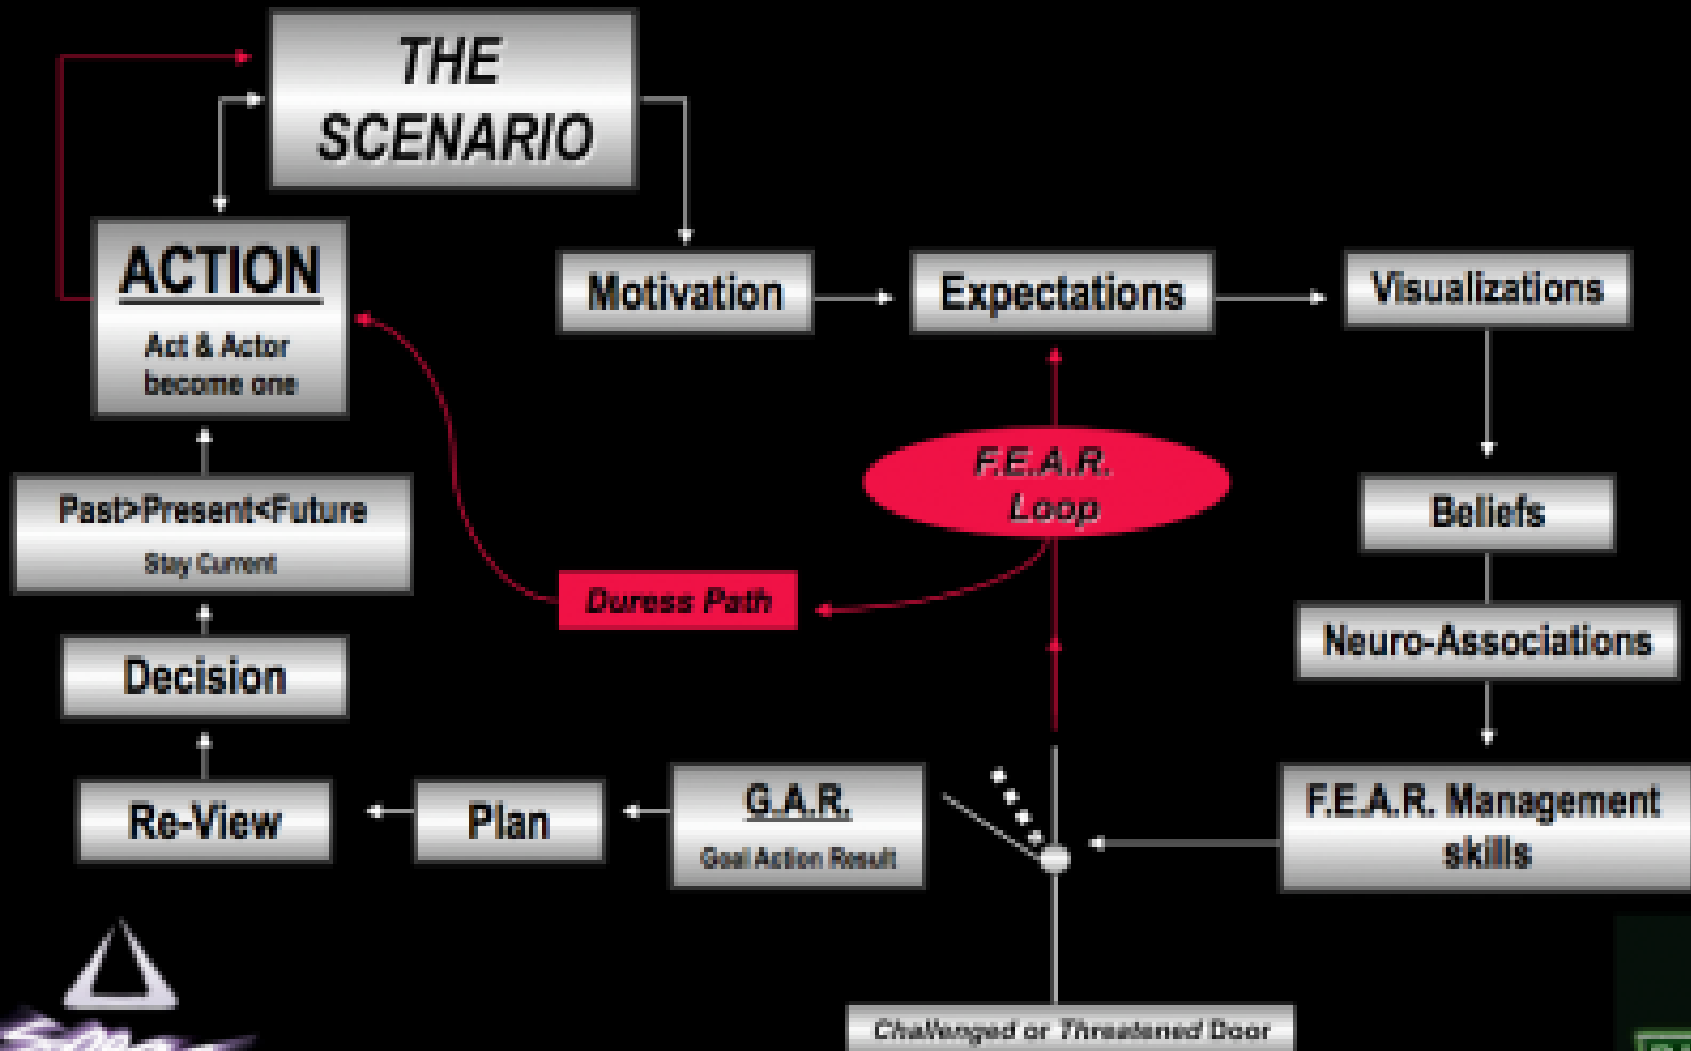 THE
SCENARIO
ACTION
Act & Actor
become one
Motivation
Expectations
Visualizations
F.E.A.R.
Loop
Past>Present<Future
Stay Current
Beliefs
Duress Path
Neuro-Associations
Decision
Re-View
Plan
G.A.R.
Goal Action Result
F.E.A.R. Management
skills
Challenged or Threatened Door